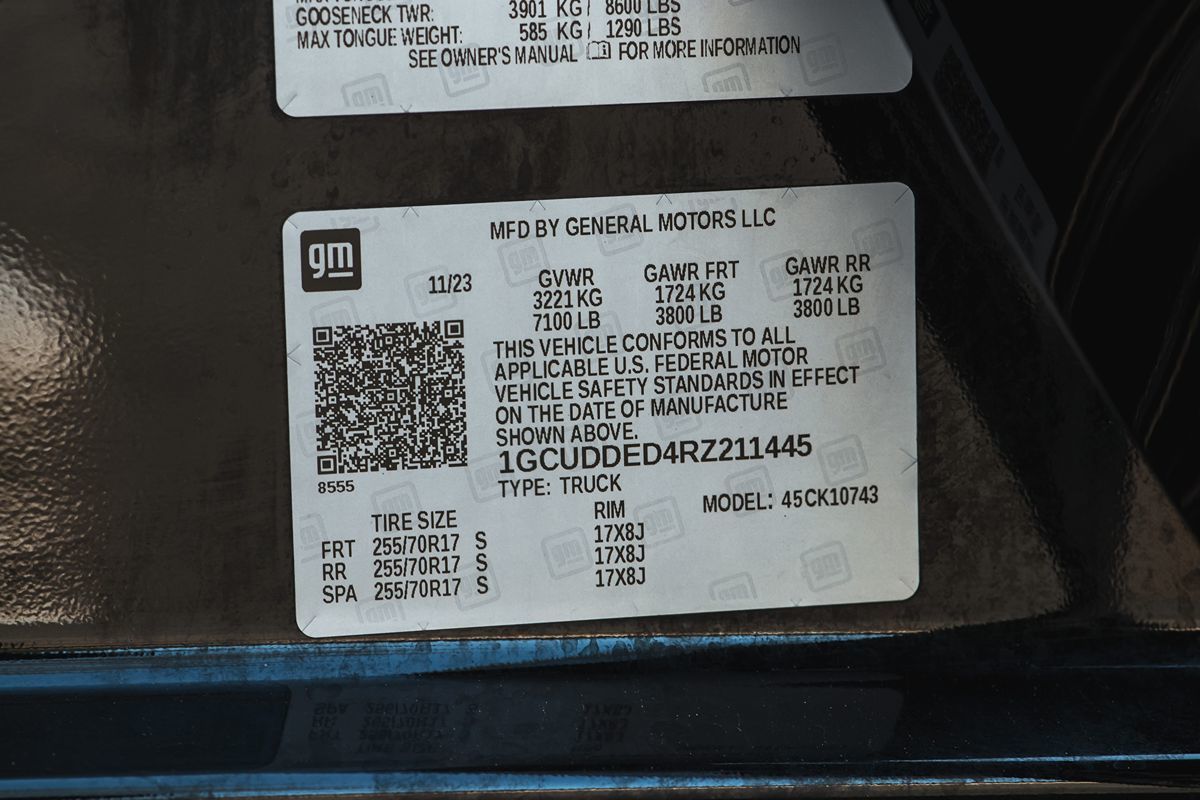 GOOSENECK TWR: 3901 KG/ 8600 LBS
MAX TONGUE WEIGHT: 585 KG/ 1290 LBS
SEE OWNER'S MANUAL FOR MORE INFORMATION
MFD BY GENERAL MOTORS LLC
gm
11/23 GVWR GAWR FRT GAWR RR
3221 KG 1724 KG 1724 KG
7100 LB 3800 LB 3800 LB
THIS VEHICLE CONFORMS TO ALL
APPLICABLE U.S. FEDERAL MOTOR
VEHICLE SAFETY STANDARDS IN EFFECT
ON THE DATE OF MANUFACTURE
SHOWN ABOVE.
1GCUDDED4RZ211445
8555
TYPE: TRUCK
MODEL: 45CK10743
TIRE SIZE RIM
FRT 255/70R17 S 17X8J
RR 255/70R17 S 17X8J
SPA 255/70R17 S 17X8J